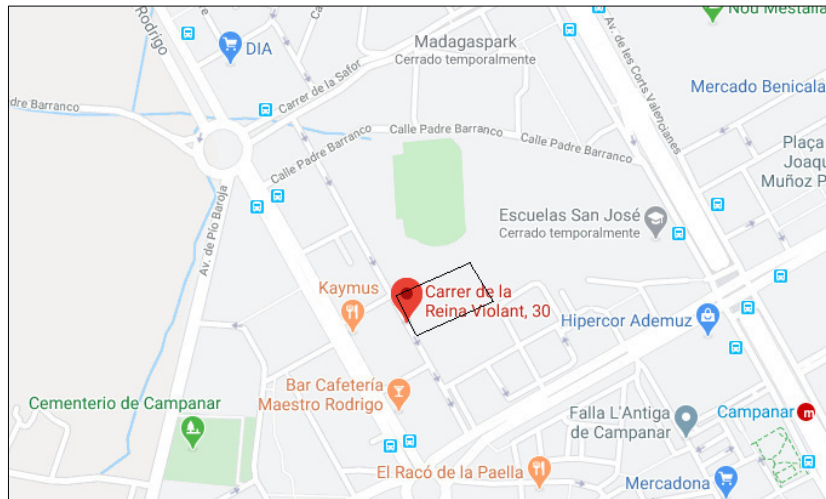 Rodrigo
DIA
Madagaspark
Cerrado temporalmente
Nou Mestalla
Av. de les Corts Valencianes
Carrer de la Safor
Mercado Benicala
dre Barranco
Calle Padre Barranco
Calle Padre Barranco
Calle Padre Barranco
Plaça
Joaqu
Muñoz P
Av. de Pío Baroja
Escuelas San José
Cerrado temporalmente
Kaymus
Carrer de la
Reina Violant, 30
Hipercor Ademuz
Bar Cafetería
Maestro Rodrigo
Cementerio de Campanar
Falla L'Antiga
de Campanar
Campanar
m
El Racó de la Paella
Mercadona